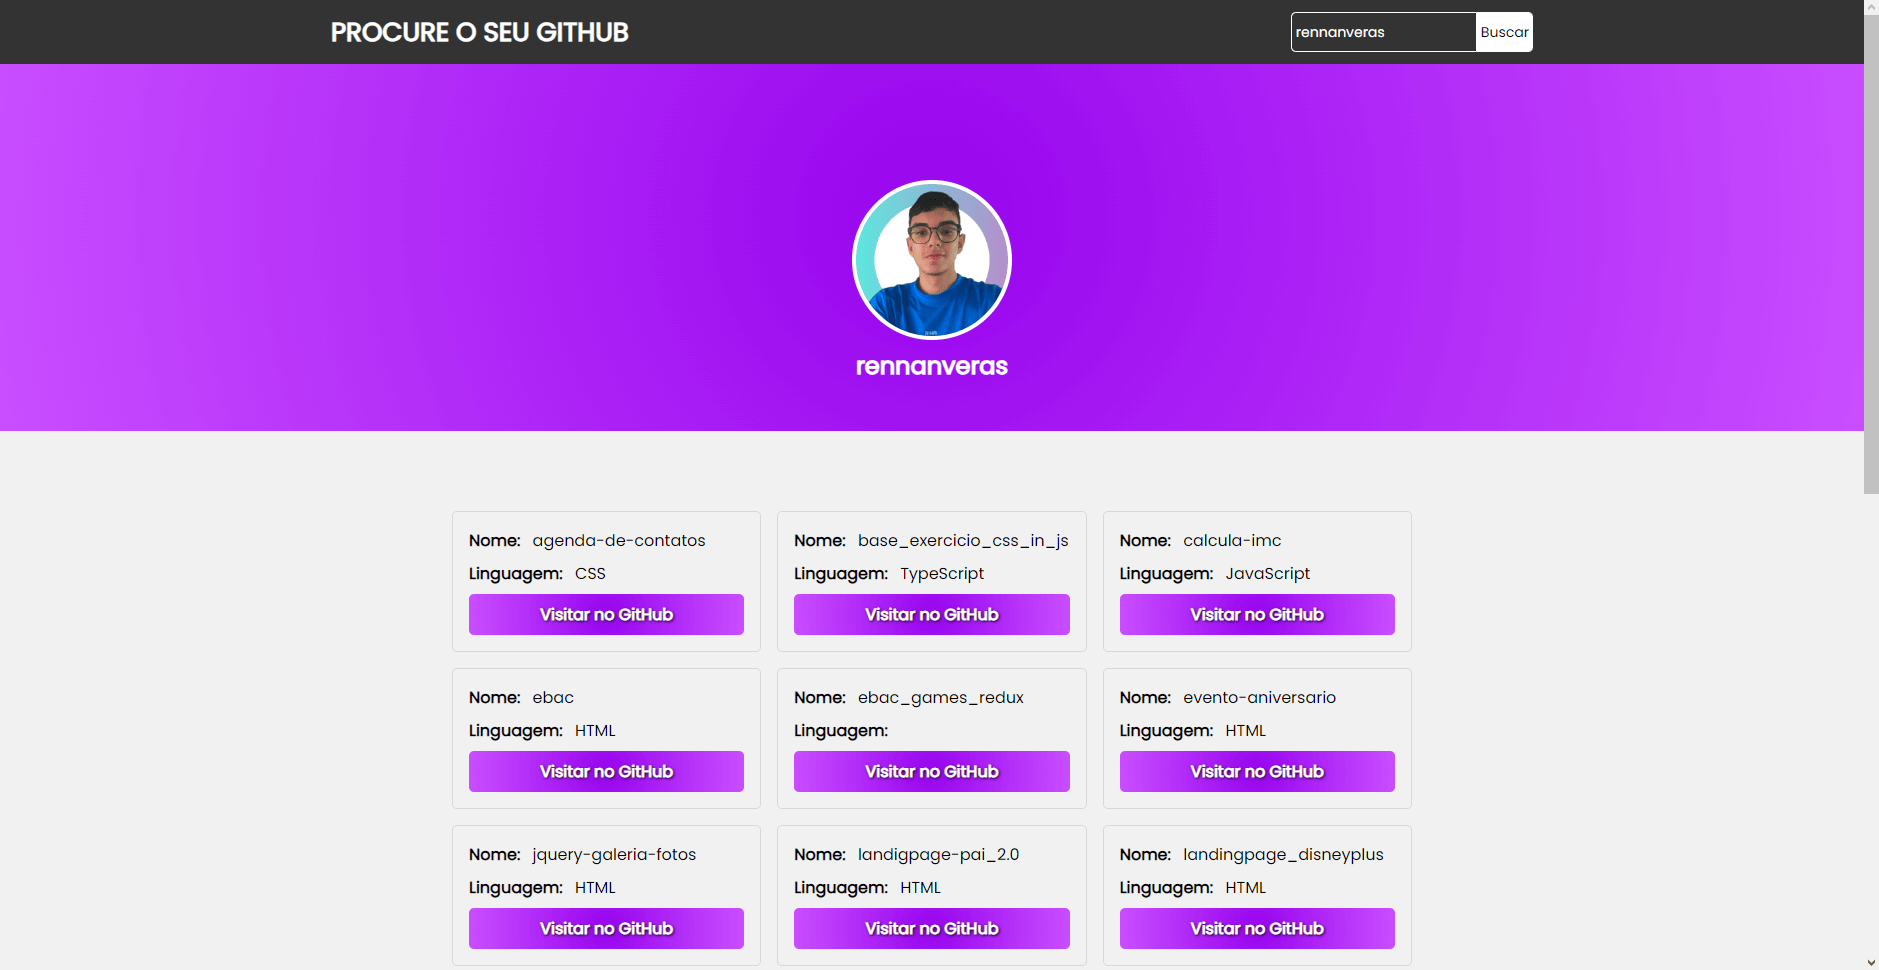 PROCURE O SEU GITHUB
rennanveras
Buscar
rennanveras
Nome: agenda-de-contatos
Linguagem: CSS
Visitar no GitHub
Nome: base_exercicio_css_in_js
Linguagem: TypeScript
Visitar no GitHub
Nome: calcula-imc
Linguagem: JavaScript
Visitar no GitHub
Nome: ebac
Linguagem: HTML
Visitar no GitHub
Nome: ebac_games_redux
Linguagem:
Visitar no GitHub
Nome: evento-aniversario
Linguagem: HTML
Visitar no GitHub
Nome: jquery-galeria-fotos
Linguagem: HTML
Visitar no GitHub
Nome: landigpage-pai_2.0
Linguagem: HTML
Visitar no GitHub
Nome: landingpage_disneyplus
Linguagem: HTML
Visitar no GitHub